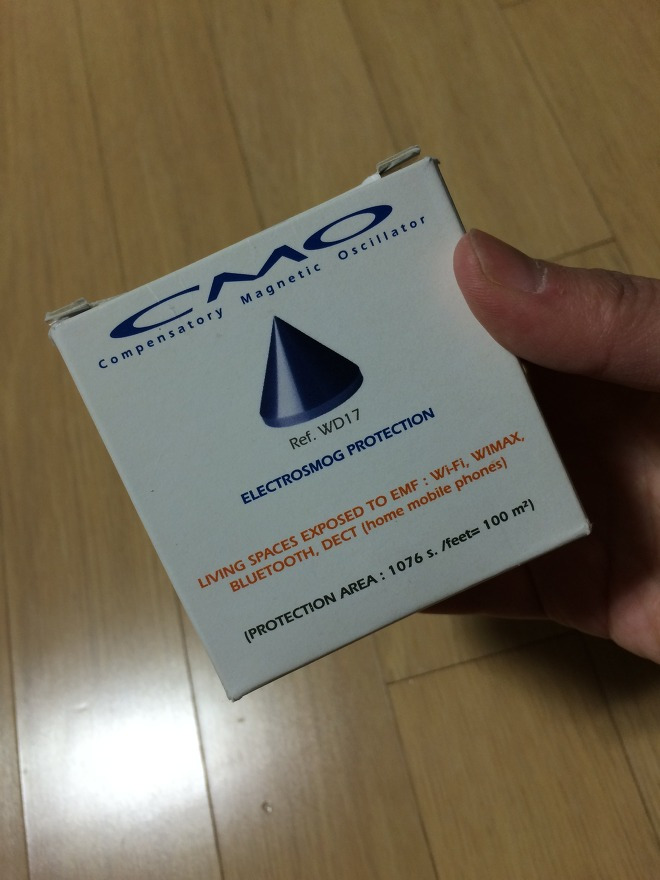 CMO
Compensatory Magnetic Oscillator
Ref. WD17
ELECTROSMOG PROTECTION
LIVING SPACES EXPOSED TO EMF : Wi-Fi, WIMAX,
BLUETOOTH, DECT (home mobile phones)
(PROTECTION AREA : 1076 s. /feet= 100 m²)